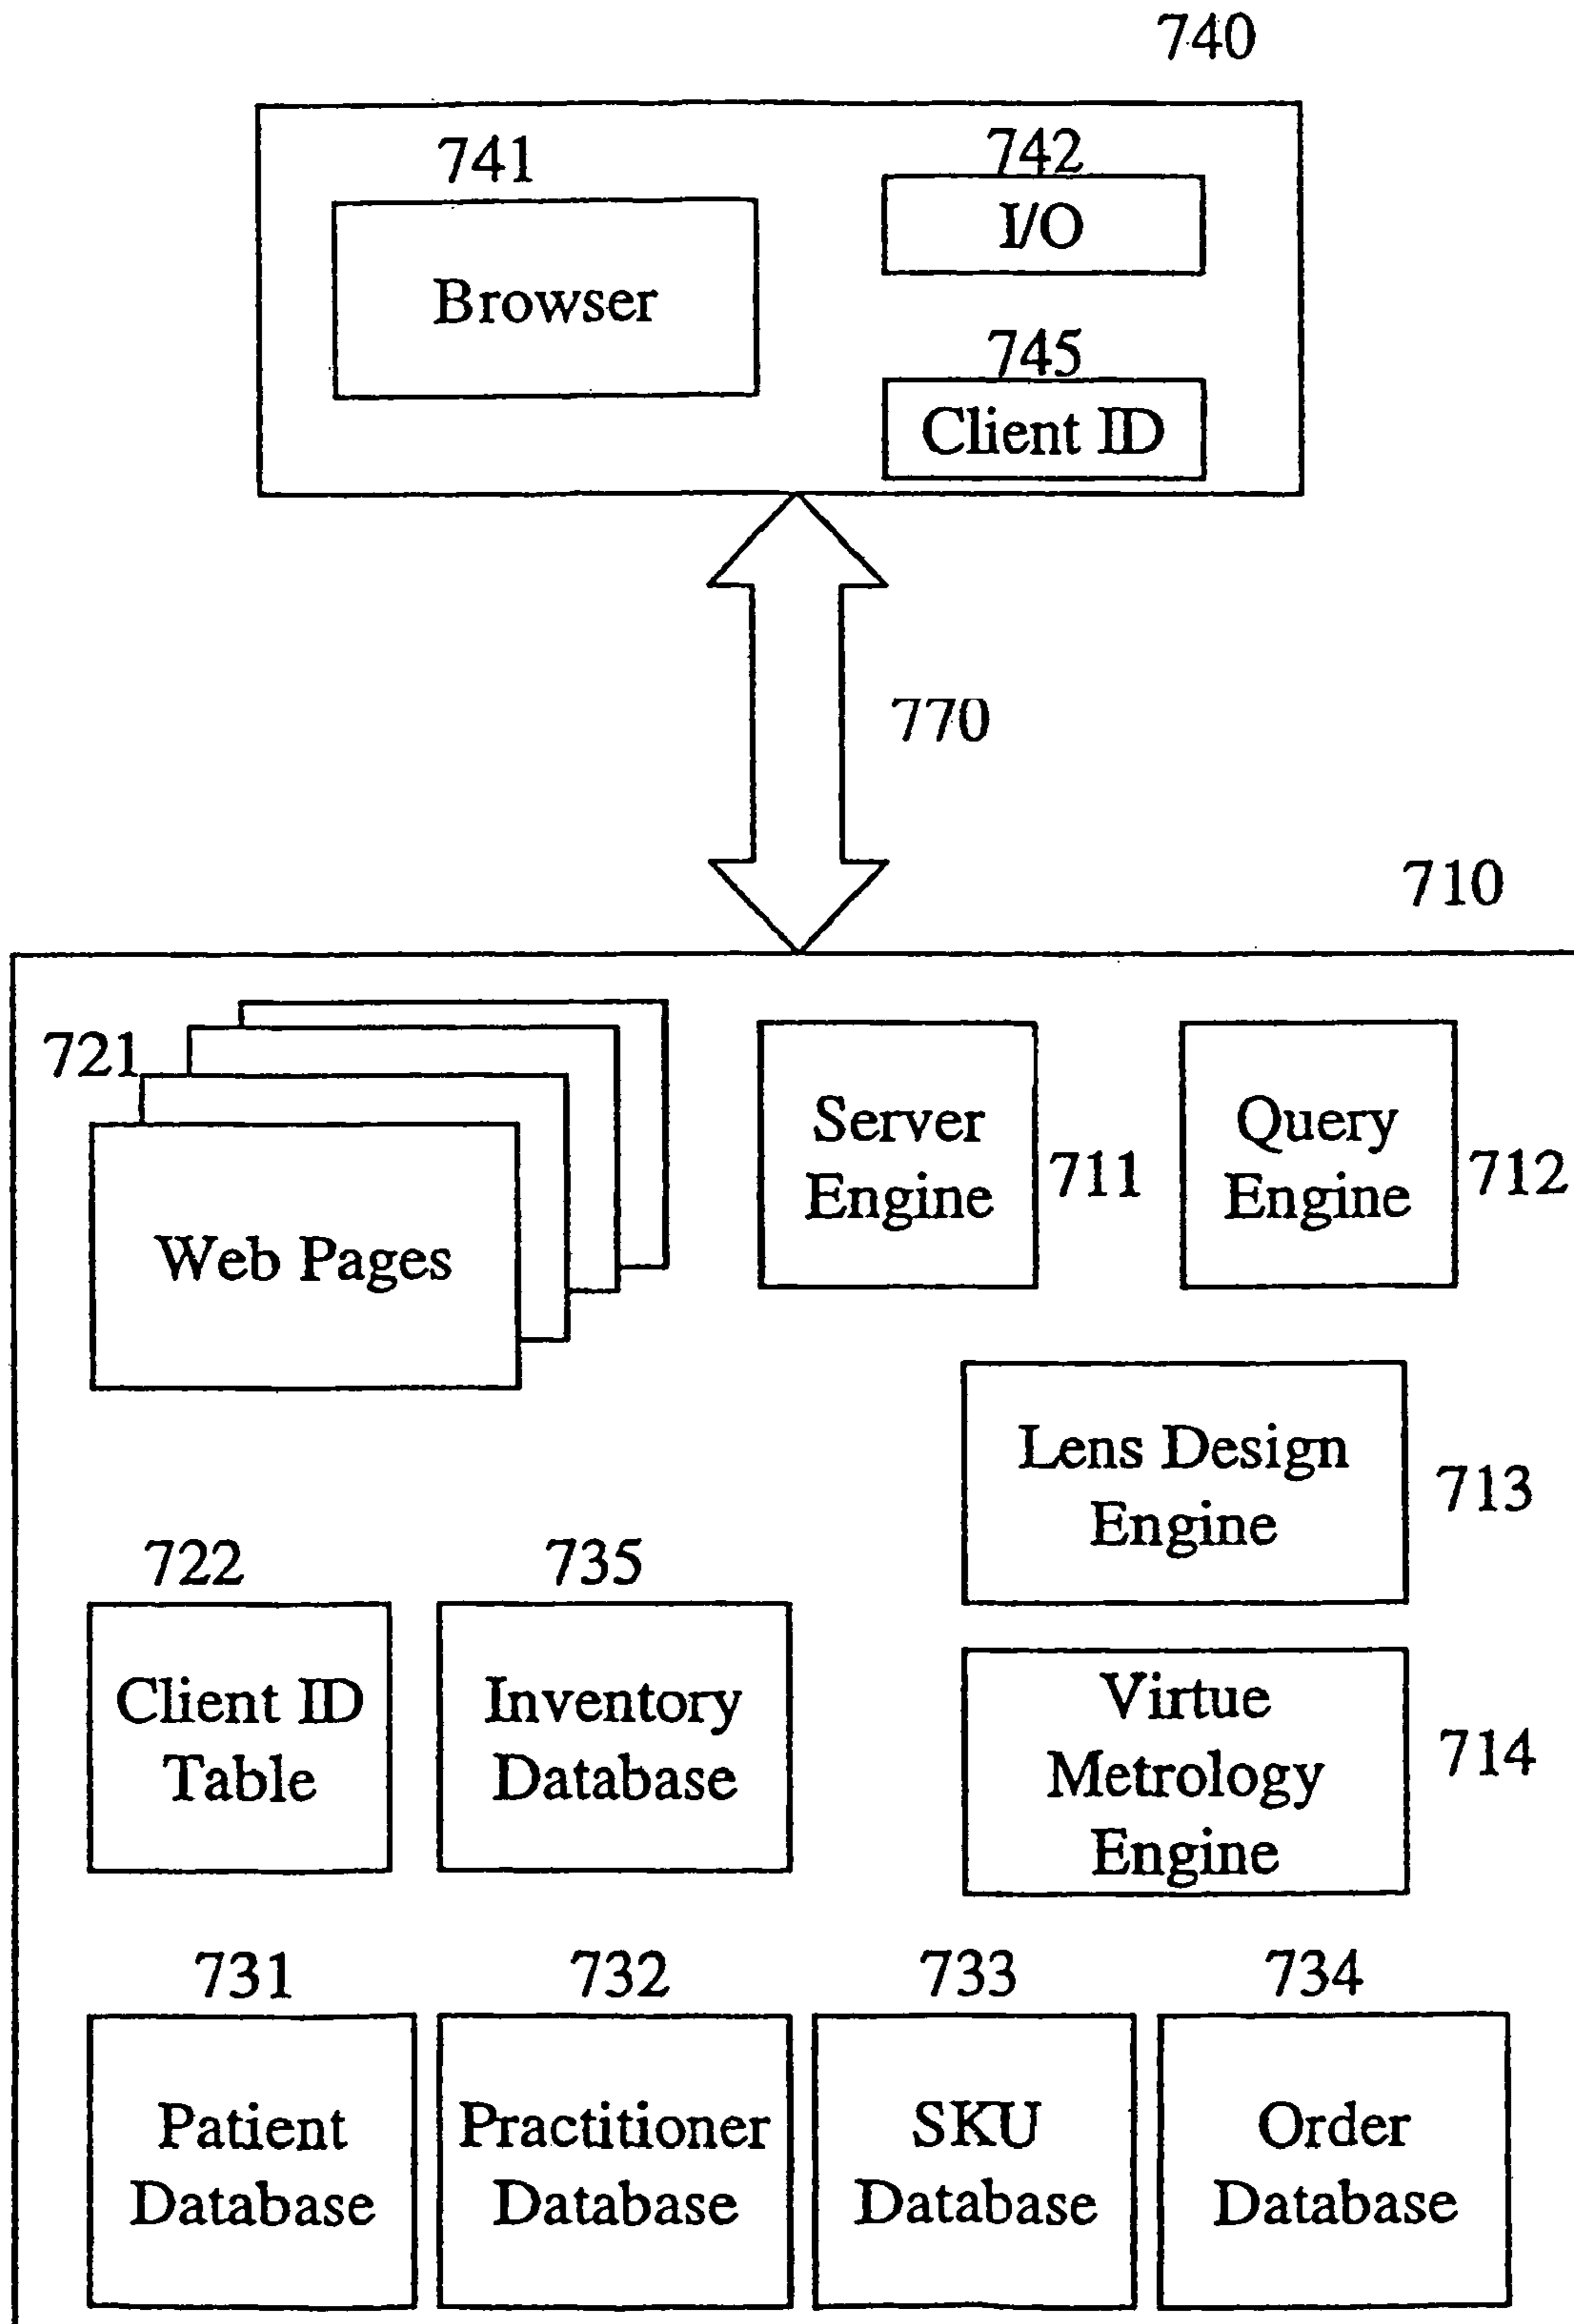 740
741
Browser
742
I/O
745
Client ID
770
710
721
Web Pages
Server
Engine
711
Query
Engine
712
Lens Design
Engine
713
722
Client ID
Table
735
Inventory
Database
Virtue
Metrology
Engine
714
731
Patient
Database
732
Practitioner
Database
733
SKU
Database
734
Order
Database